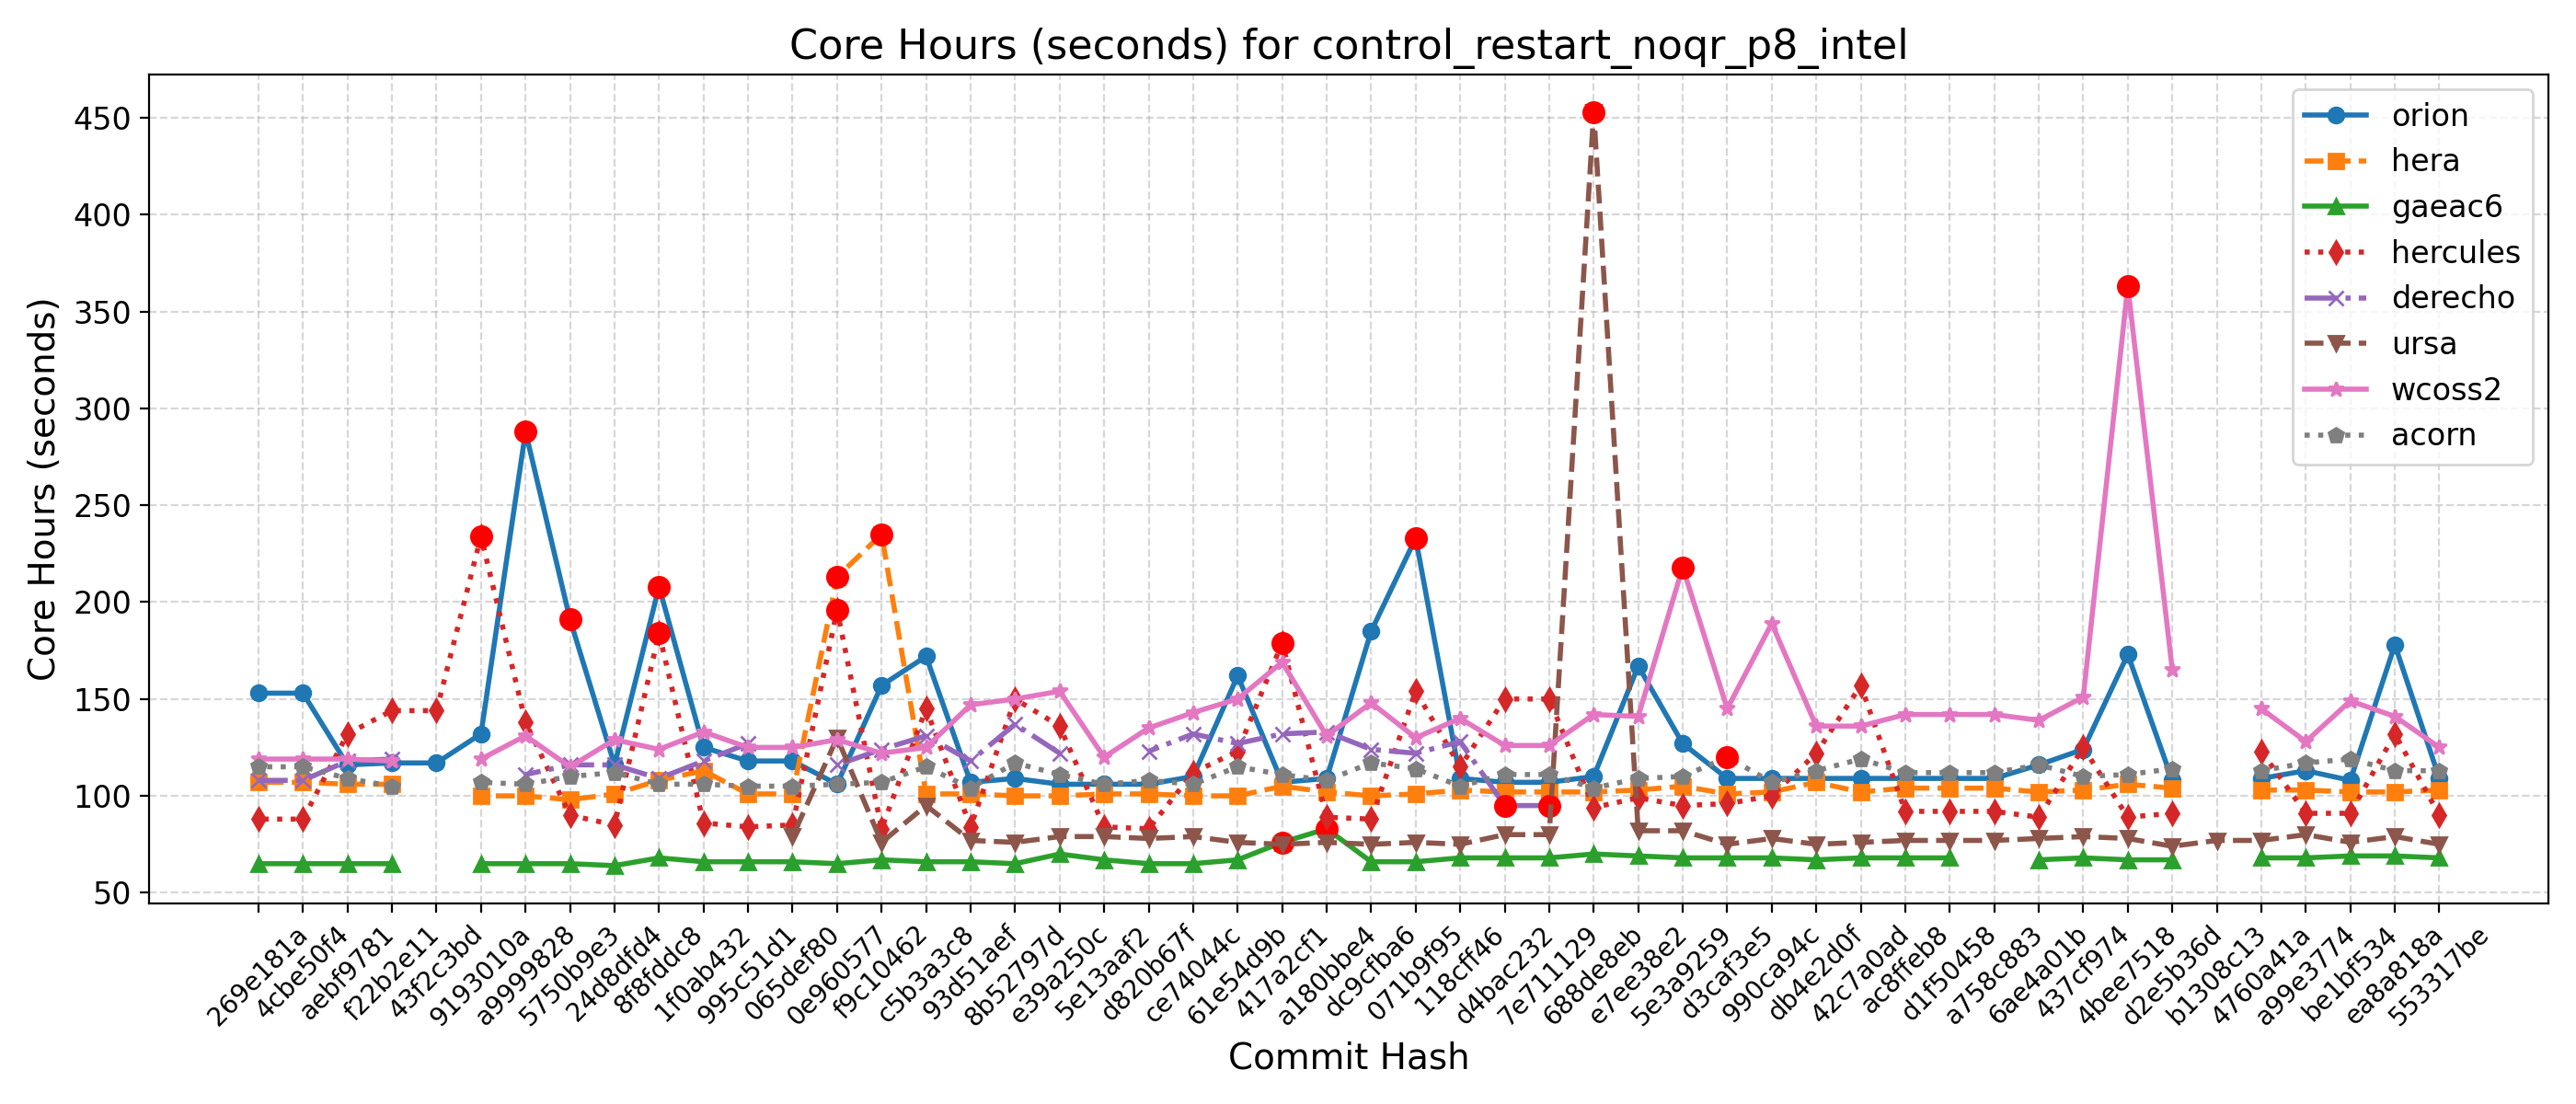 Core Hours (seconds) for control_restart_noqr_p8_intel
Core Hours (seconds)
450
400
350
300
250
200
150
100
50
orion
hera
gaeac6
hercules
derecho
ursa
wcoss2
acorn
269e181a
4cbe50f4
aebf9781
f22b2e11
43f2c3bd
9193010a
a9999828
5750b9e3
24d8dfd4
8f8fddc8
1f0ab432
995c51d1
065def80
0e960577
f9c10462
c5b3a3c8
93d51aef
8b52797d
e39a250c
5e13aaf2
d820b67f
ce74044c
61e54d9b
417a2cf1
a180bbe4
dc9cfba6
071b9f95
118cff46
d4bac232
7e711129
688de8eb
e7ee38e2
5e3a9259
d3caf3e5
990ca94c
db4e2d0f
42c7a0ad
ac8ffeb8
d1f50458
a758c883
6ae4a01b
437cf974
4bee7518
d2e5b36d
b1308c13
4760a41a
a99e3774
be1bf534
ea8a818a
553317be
Commit Hash